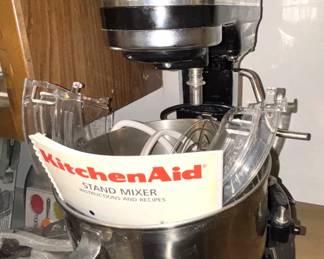 KitchenAid
STAND MIXER
INSTRUCTIONS AND RECIPES